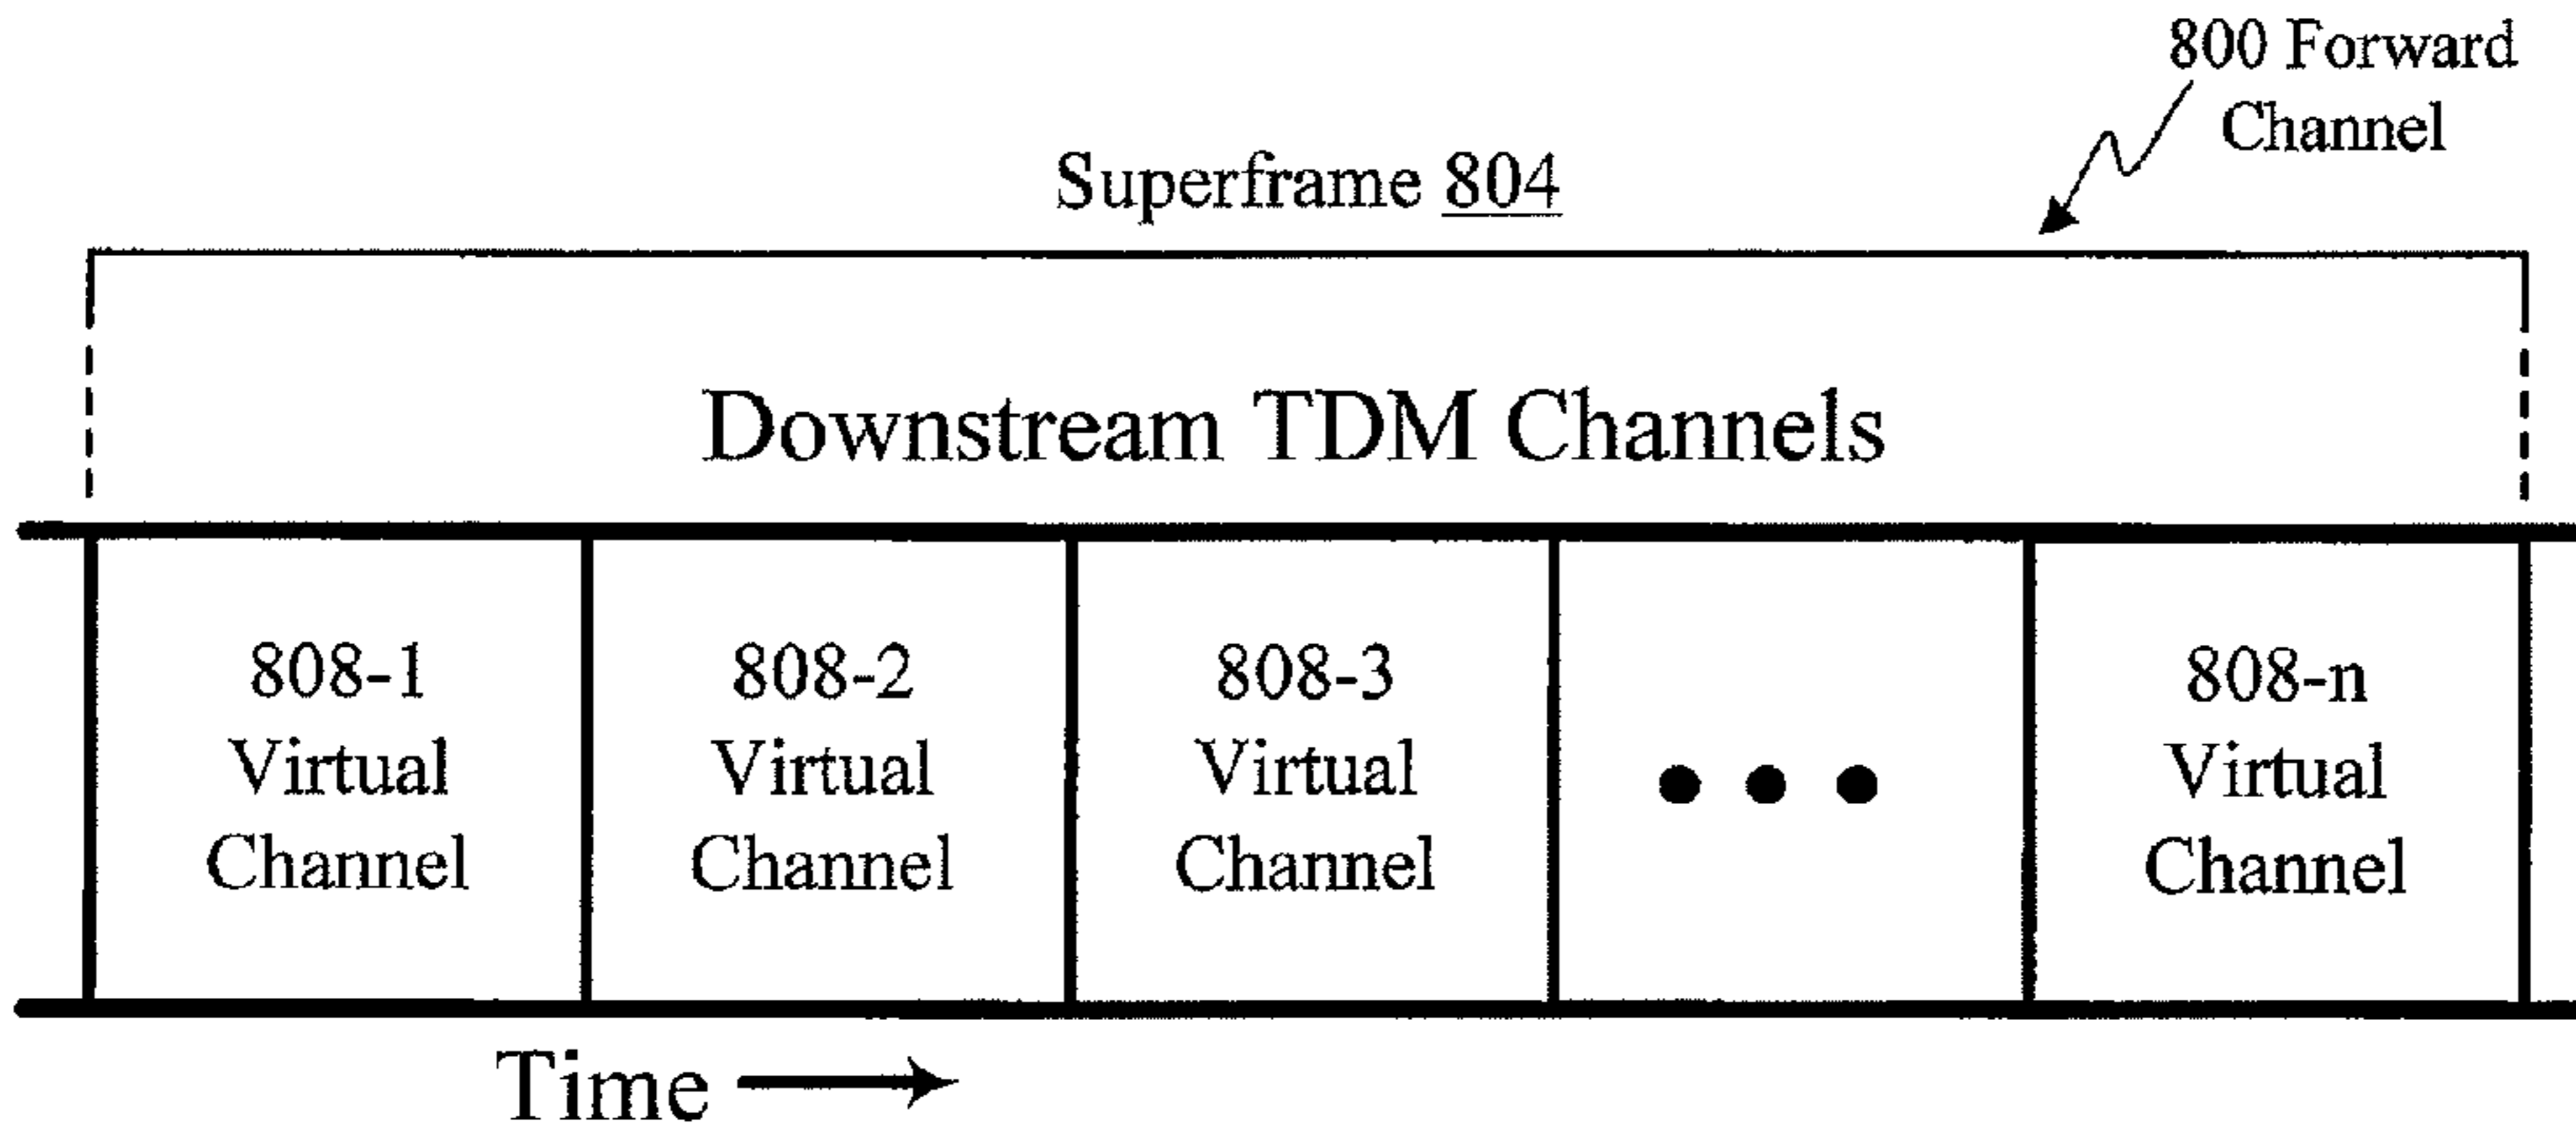 800 Forward
Channel
Superframe 804
Downstream TDM Channels
808-1
Virtual
Channel
808-2
Virtual
Channel
808-3
Virtual
Channel
808-n
Virtual
Channel
Time